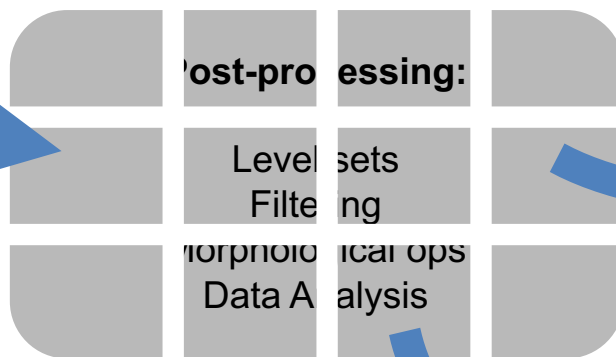 Post-processing:
Level sets
Filtering
Morphological ops
Data Analysis